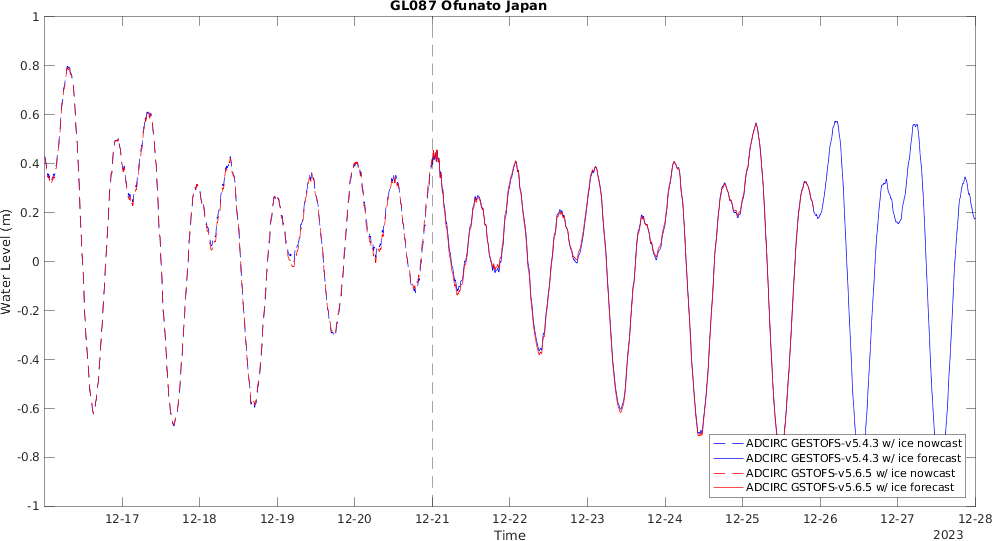 GL087 Ofunato Japan
1
0.8
0.6
0.4
0.2
0
-0.2
-0.4
-0.6
-0.8
-1
Water Level (m)
ADCIRC GESTOFS-v5.4.3 w/ ice nowcast
ADCIRC GESTOFS-v5.4.3 w/ ice forecast
ADCIRC GSTOFS-v5.6.5 w/ ice nowcast
ADCIRC GSTOFS-v5.6.5 w/ ice forecast
12-17 12-18 12-19 12-20 12-21 12-22 12-23 12-24 12-25 12-26 12-27 12-28
Time
2023